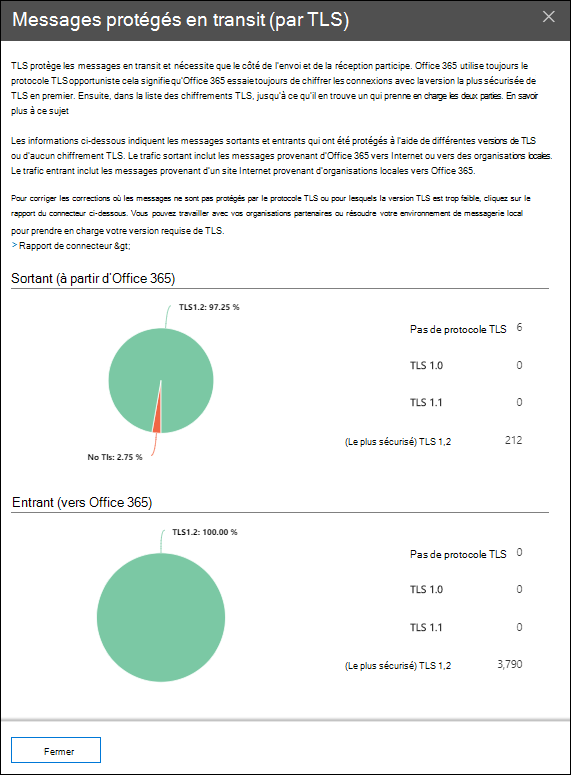 Messages protégés en transit (par TLS)
TLS protège les messages en transit et nécessite que le côté de l'envoi et de la réception participe. Office 365 utilise toujours le
protocole TLS opportuniste cela signifie qu'Office 365 essaie toujours de chiffrer les connexions avec la version la plus sécurisée de
TLS en premier. Ensuite, dans la liste des chiffrements TLS, jusqu'à ce qu'il en trouve un qui prenne en charge les deux parties. En savoir
plus à ce sujet
Les informations ci-dessous indiquent les messages sortants et entrants qui ont été protégés à l'aide de différentes versions de TLS
ou d'aucun chiffrement TLS. Le trafic sortant inclut les messages provenant d'Office 365 vers Internet ou vers des organisations locales.
Le trafic entrant inclut les messages provenant d'un site Internet provenant d'organisations locales vers Office 365.
Pour corriger les corrections où les messages ne sont pas protégés par le protocole TLS ou pour lesquels la version TLS est trop faible, cliquez sur le
rapport du connecteur ci-dessous. Vous pouvez travailler avec vos organisations partenaires ou résoudre votre environnement de messagerie local
pour prendre en charge votre version requise de TLS.
> Rapport de connecteur &gt;
Sortant (à partir d'Office 365)
TLS1.2: 97.25 %
No Tls: 2.75 %
Pas de protocole TLS 6
TLS 1.0 0
TLS 1.1 0
(Le plus sécurisé) TLS 1,2 212
Entrant (vers Office 365)
TLS1.2: 100.00 %
Pas de protocole TLS 0
TLS 1.0 0
TLS 1.1 0
(Le plus sécurisé) TLS 1,2 3,790
Fermer